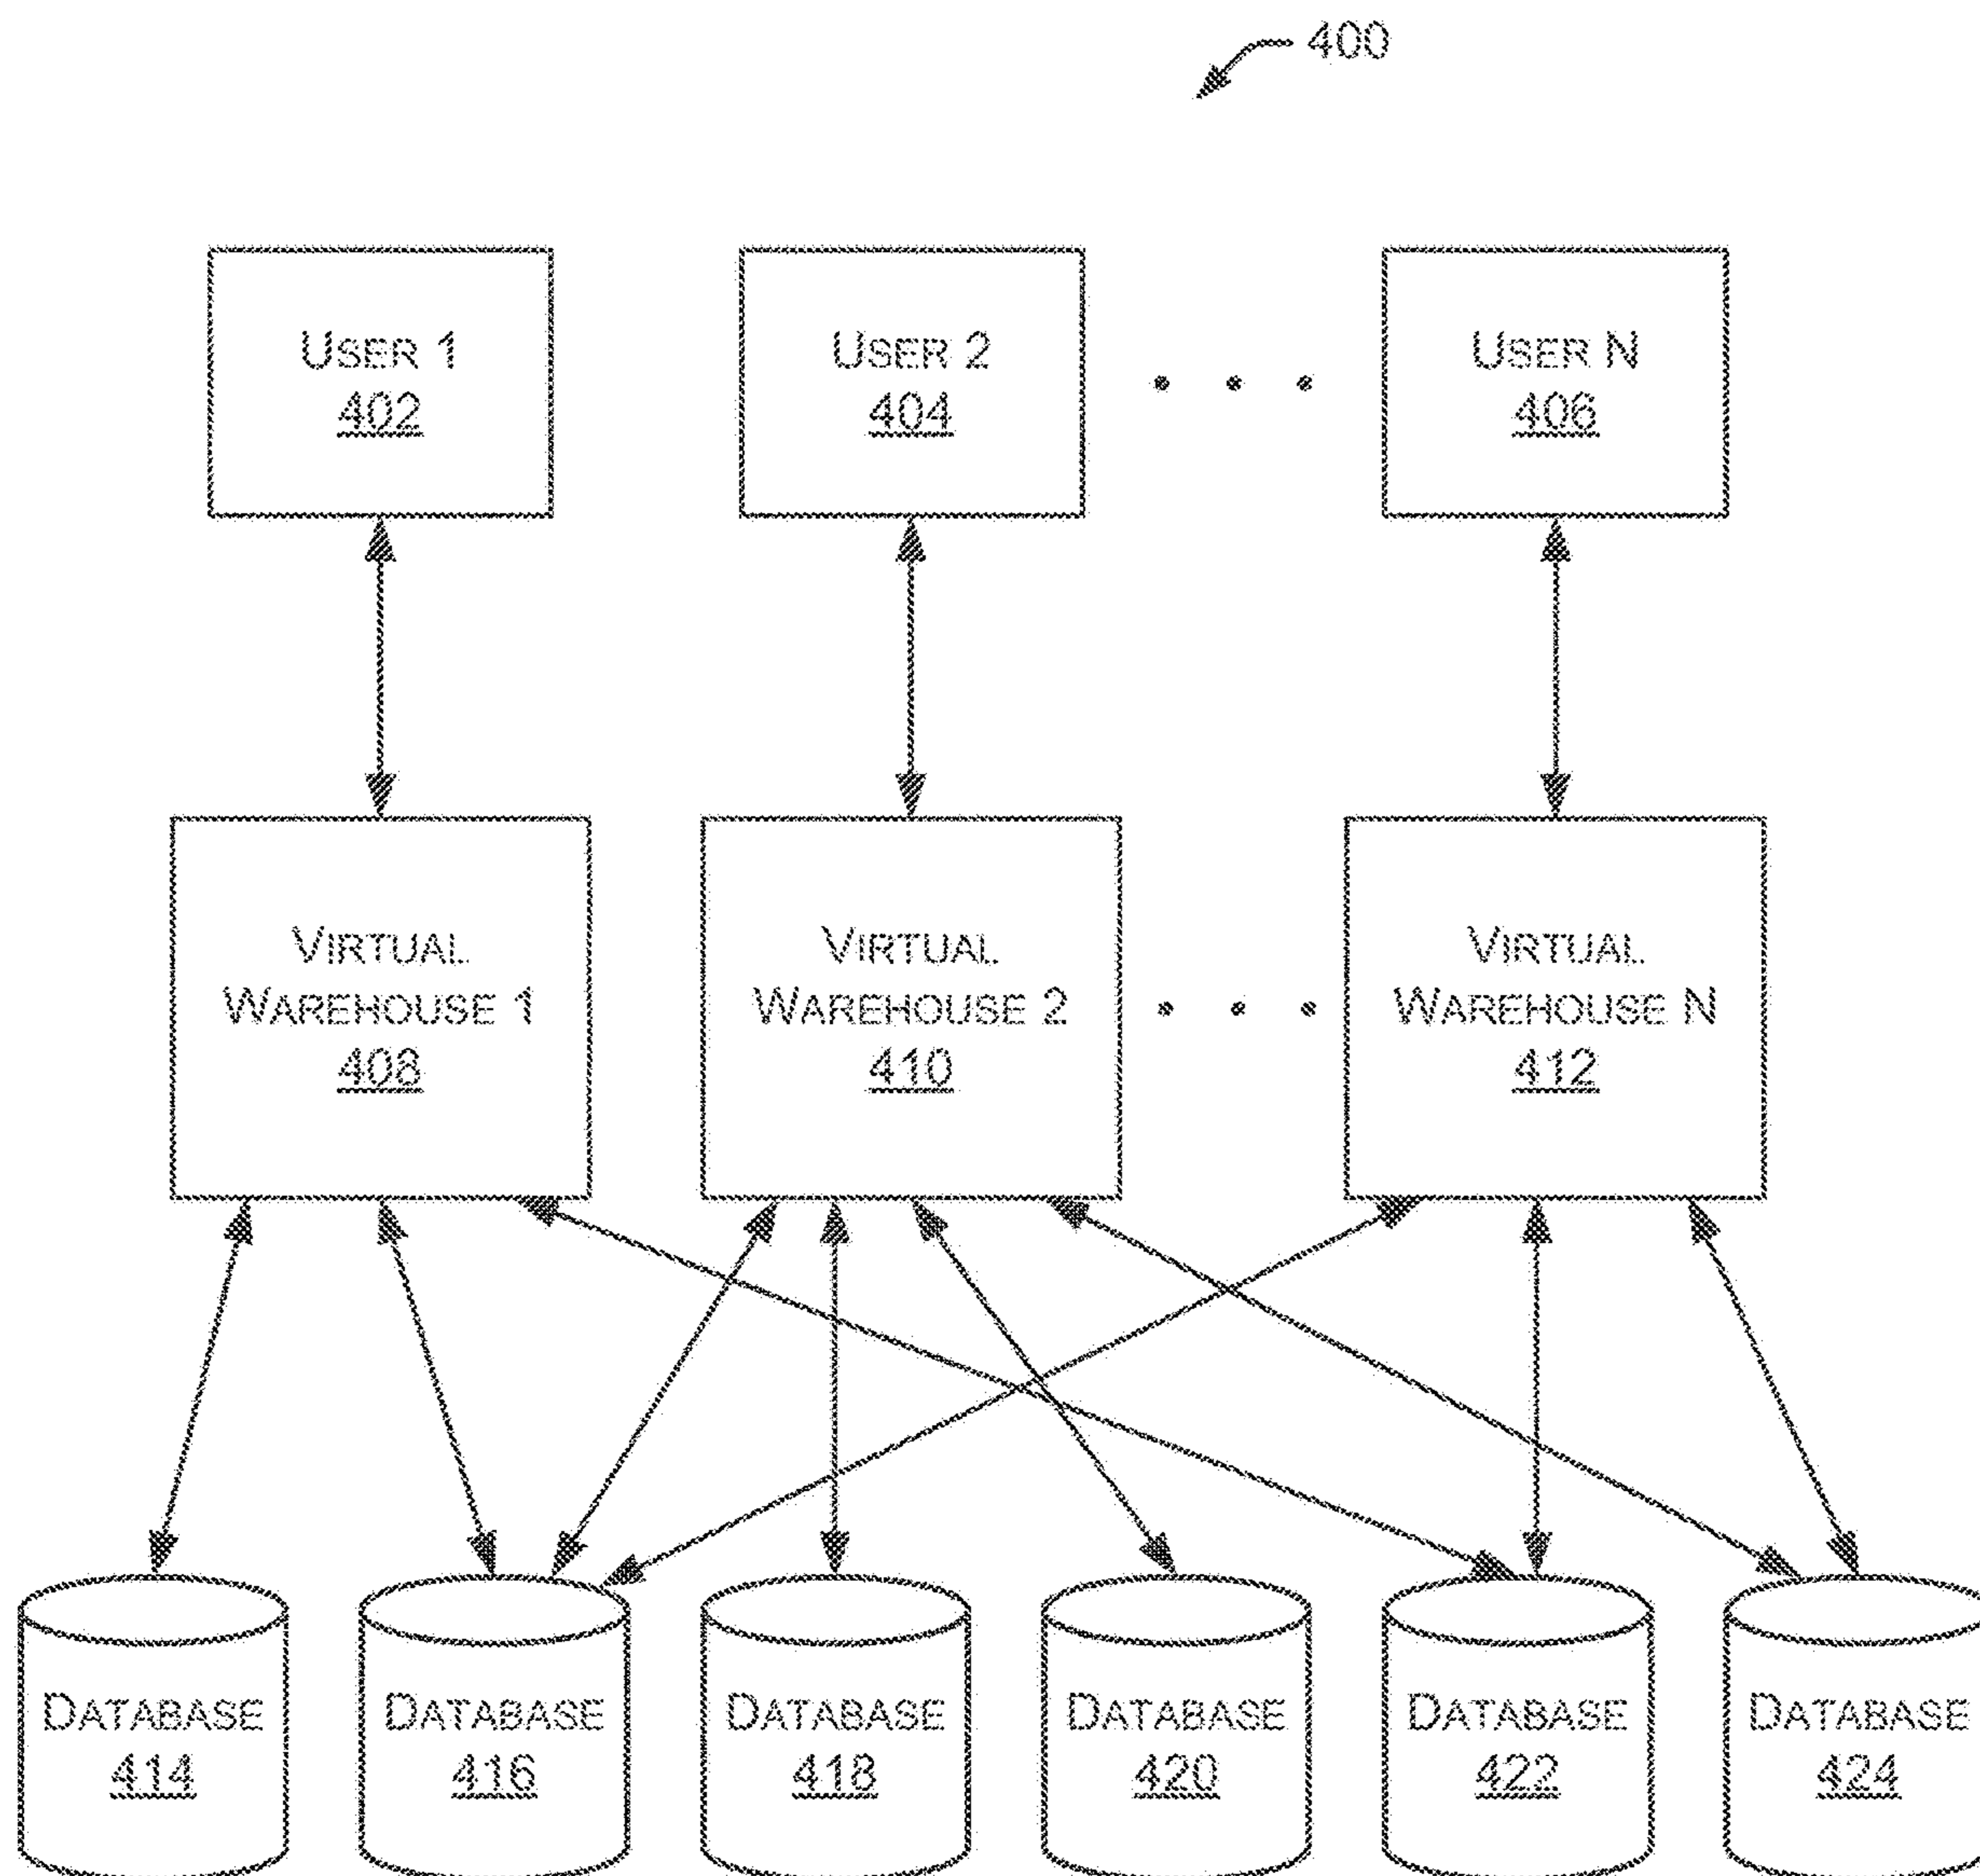 400
USER 1
402
USER 2
404
USER N
406
VIRTUAL
WAREHOUSE 1
408
VIRTUAL
WAREHOUSE 2
410
VIRTUAL
WAREHOUSE N
412
DATABASE
414
DATABASE
416
DATABASE
418
DATABASE
420
DATABASE
422
DATABASE
424